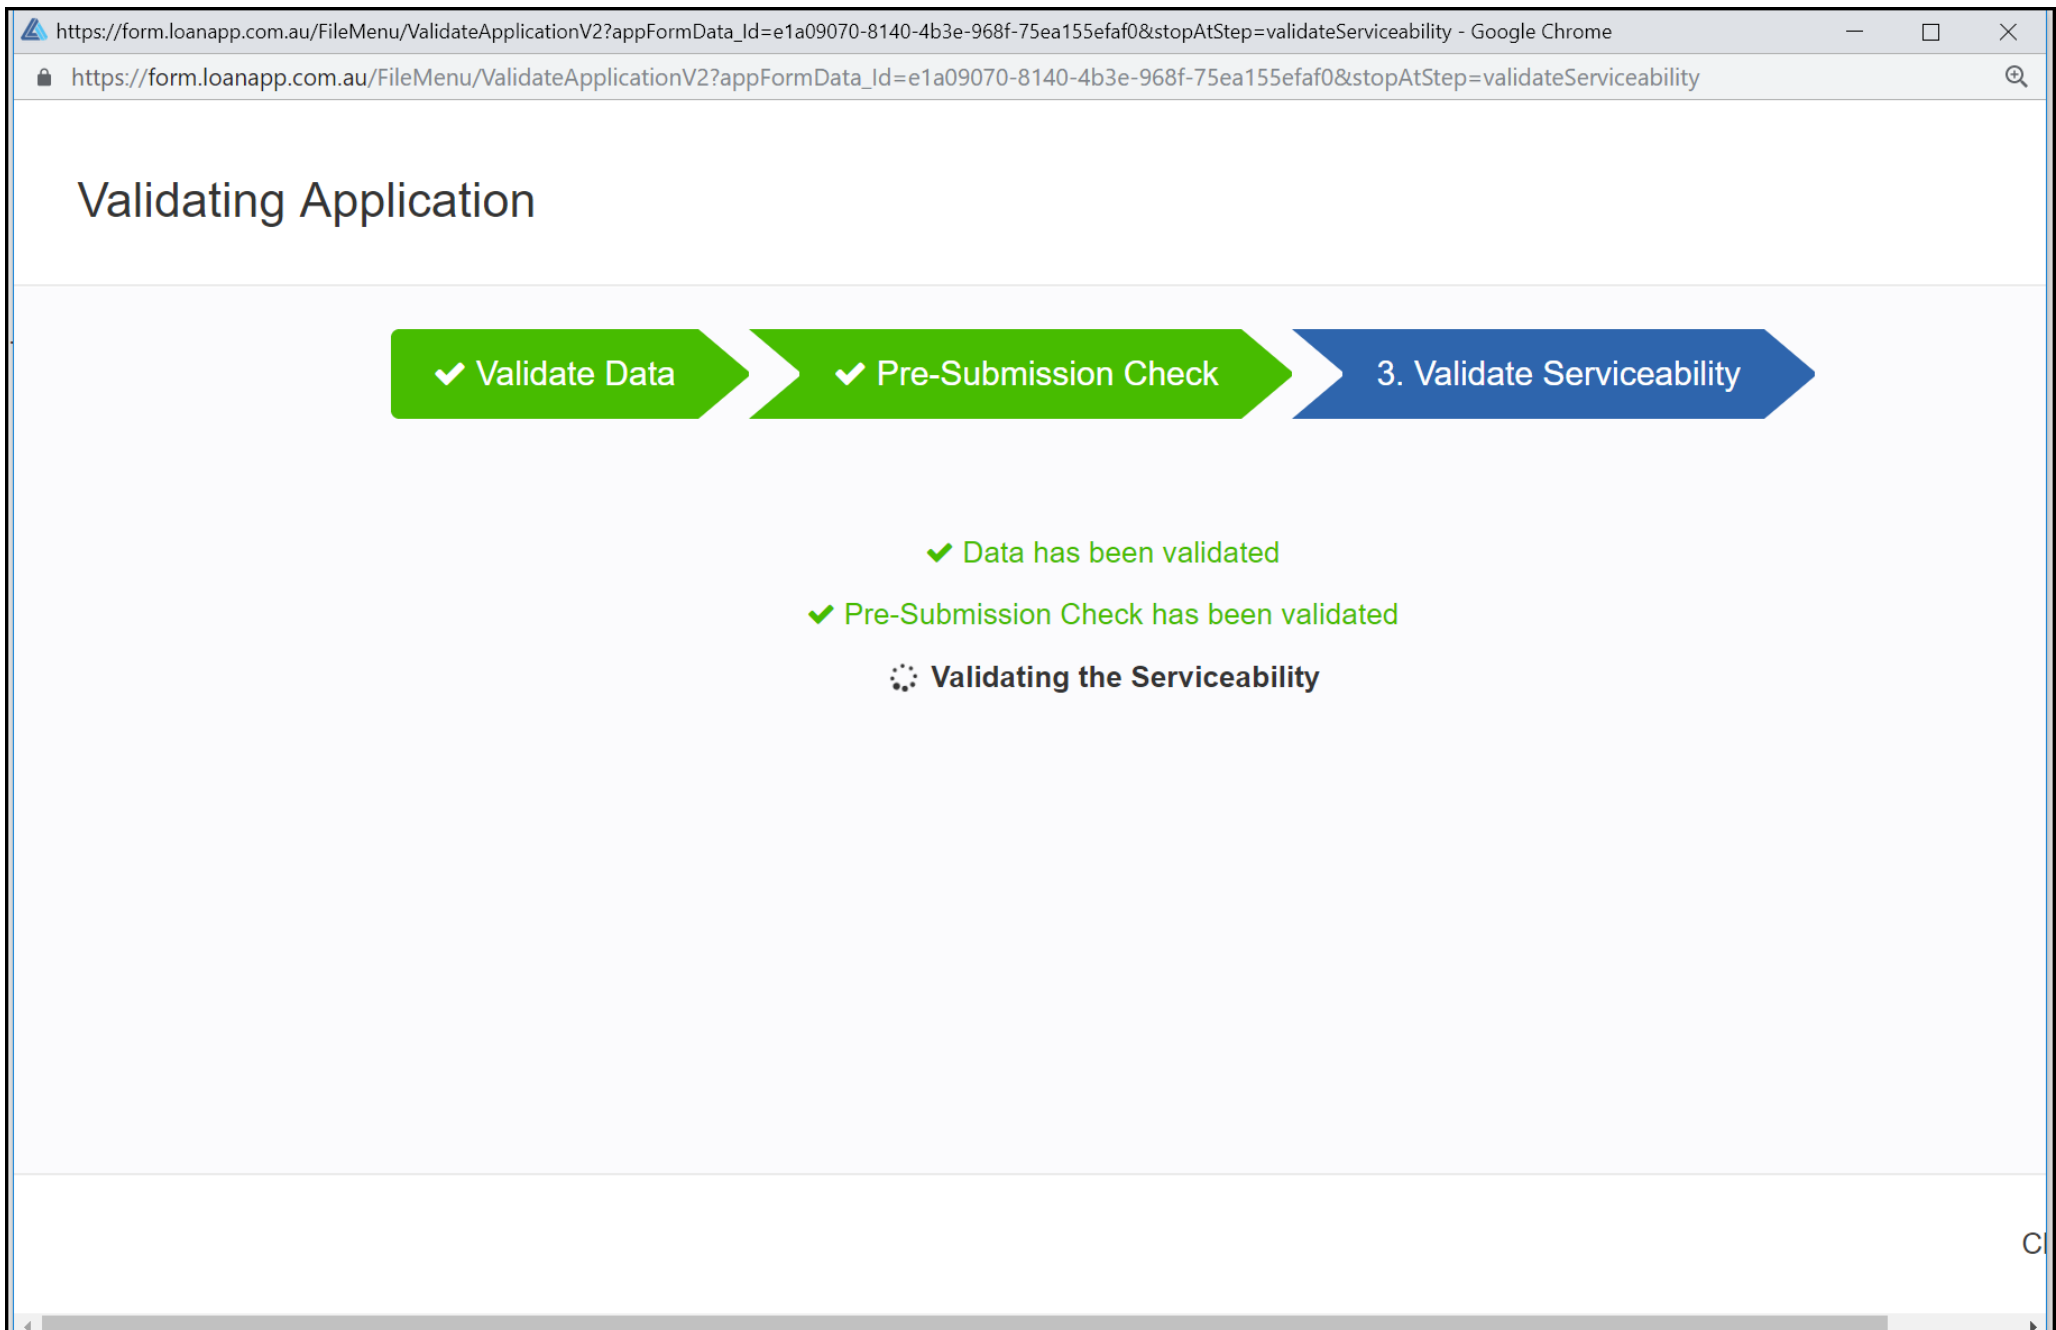 https://form.loanapp.com.au/FileMenu/ValidateApplicationV2?appFormData_Id=e1a09070-8140-4b3e-968f-75ea155efaf0&stopAtStep=validateServiceability - Google Chrome
https://form.loanapp.com.au/FileMenu/ValidateApplicationV2?appFormData_Id=e1a09070-8140-4b3e-968f-75ea155efaf0&stopAtStep=validateServiceability
Validating Application
Validate Data
Pre-Submission Check
3. Validate Serviceability
Data has been validated
Pre-Submission Check has been validated
Validating the Serviceability